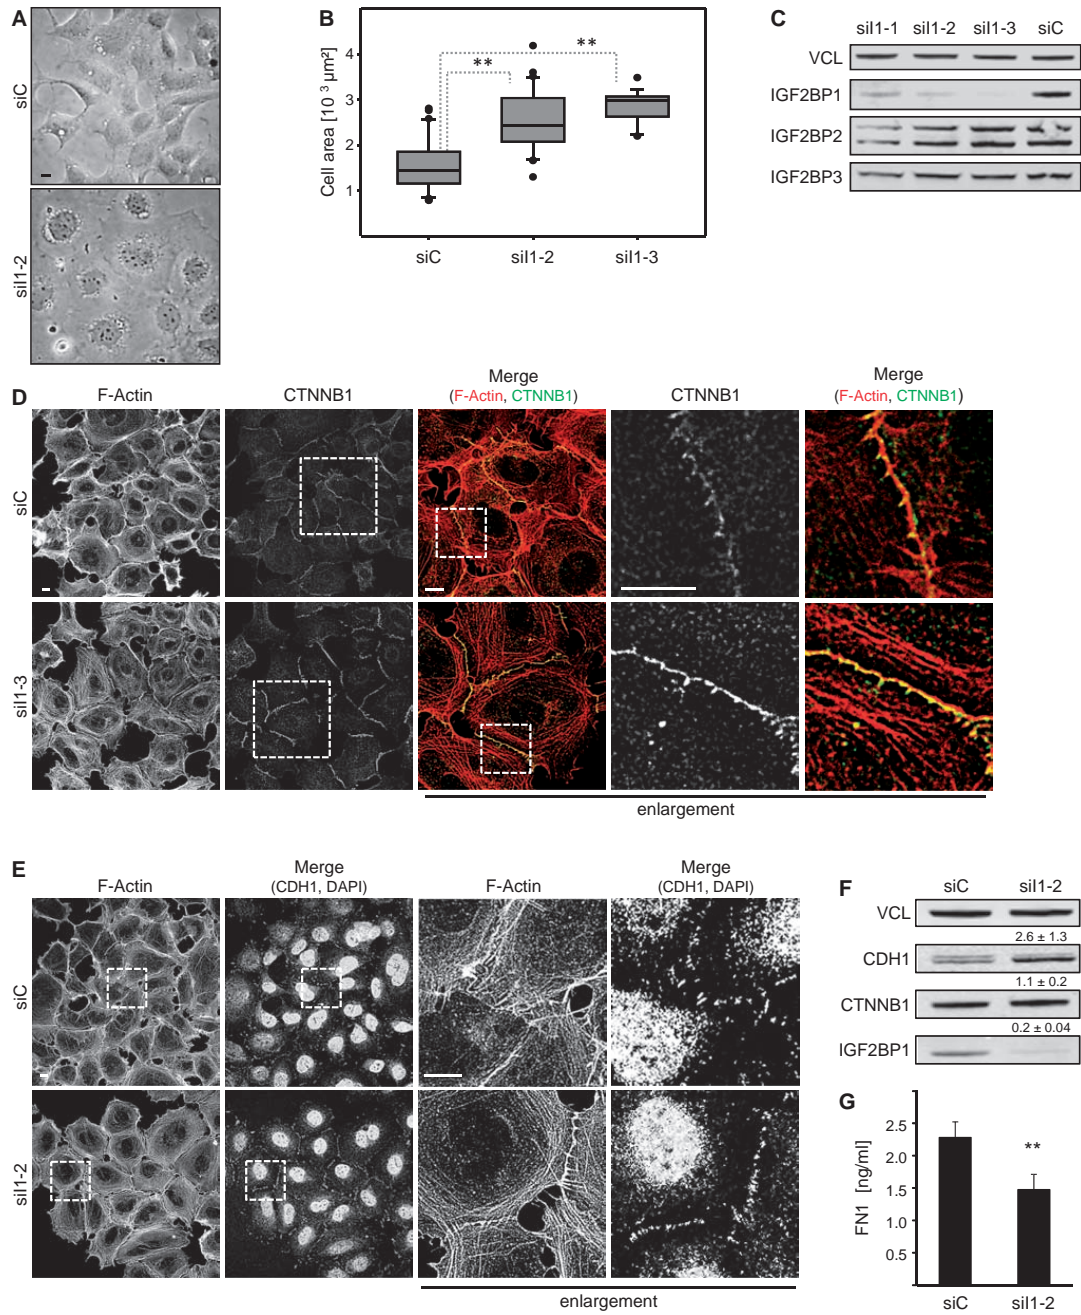 A
siC
siI1-2
B
Cell area [10 ³ µm²]
4
3
2
1
**
**
siC
siI1-2
siI1-3
C
siI1-1 siI1-2 siI1-3 siC
VCL
IGF2BP1
IGF2BP2
IGF2BP3
D
F-Actin
CTNNB1
Merge
(F-Actin, CTNNB1)
CTNNB1
Merge
(F-Actin, CTNNB1)
siC
siI1-3
enlargement
E
F-Actin
Merge
(CDH1, DAPI)
F-Actin
Merge
(CDH1, DAPI)
siC
siI1-2
enlargement
F
siC siI1-2
VCL
2.6 ± 1.3
CDH1
1.1 ± 0.2
CTNNB1
0.2 ± 0.04
IGF2BP1
G
FN1 [ng/ml]
2.5
2.0
1.5
1.0
0.5
**
siC siI1-2